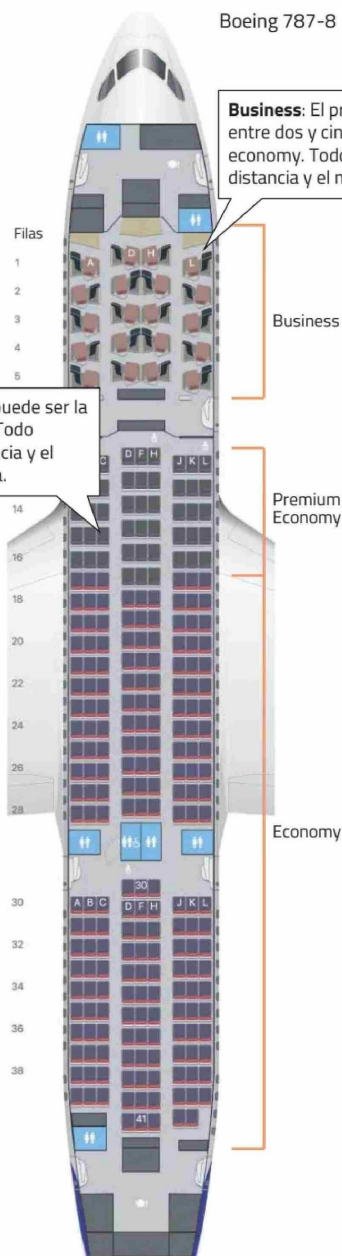 Boeing 787-8
Business: El pr
entre dos y cin
economy. Todo
distancia y el n
Filas
A D H L
1
2
3
Business
4
5
puede ser la
Todo
cia y el
a.
C D F H J K L
Premium
Economy
14
16
18
20
22
24
26
28
Economy
30
30 A B C D F H J K L
32
34
36
38
41